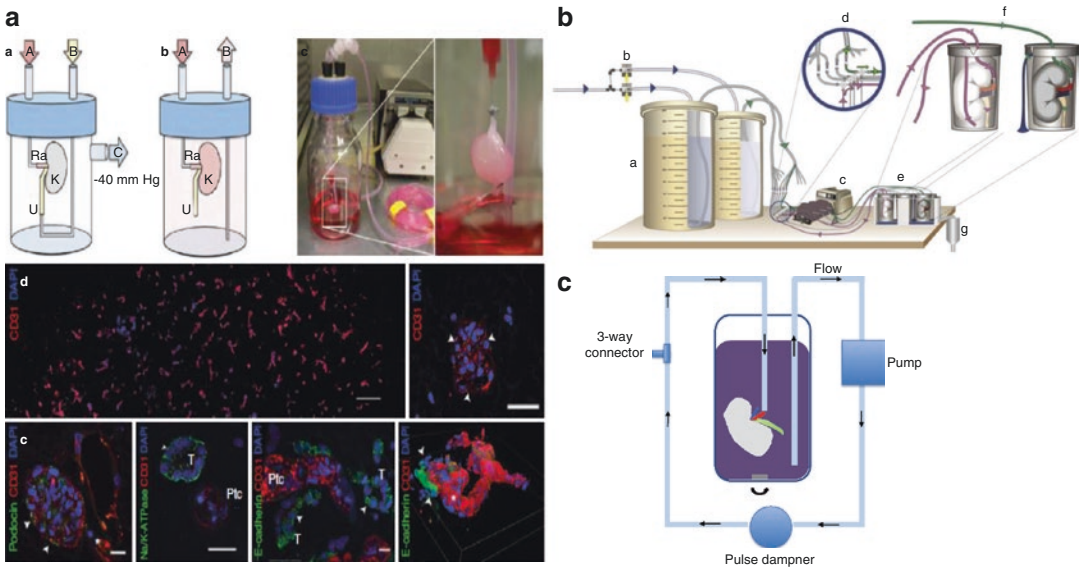 a
a
A
B
b
A
B
c
Ra
K
U
C
-40 mm Hg
Ra
K
U
d
CD31 DAPI
CD31 DAPI
c
Podocin CD31 DAPI
Na/K-ATPase CD31 DAPI
T
Ptc
E-cadherin CD31 DAPI
Ptc
T
T
E-cadherin CD31 DAPI
b
a
b
c
d
e
f
g
c
Flow
3-way
connector
Pump
Pulse dampner